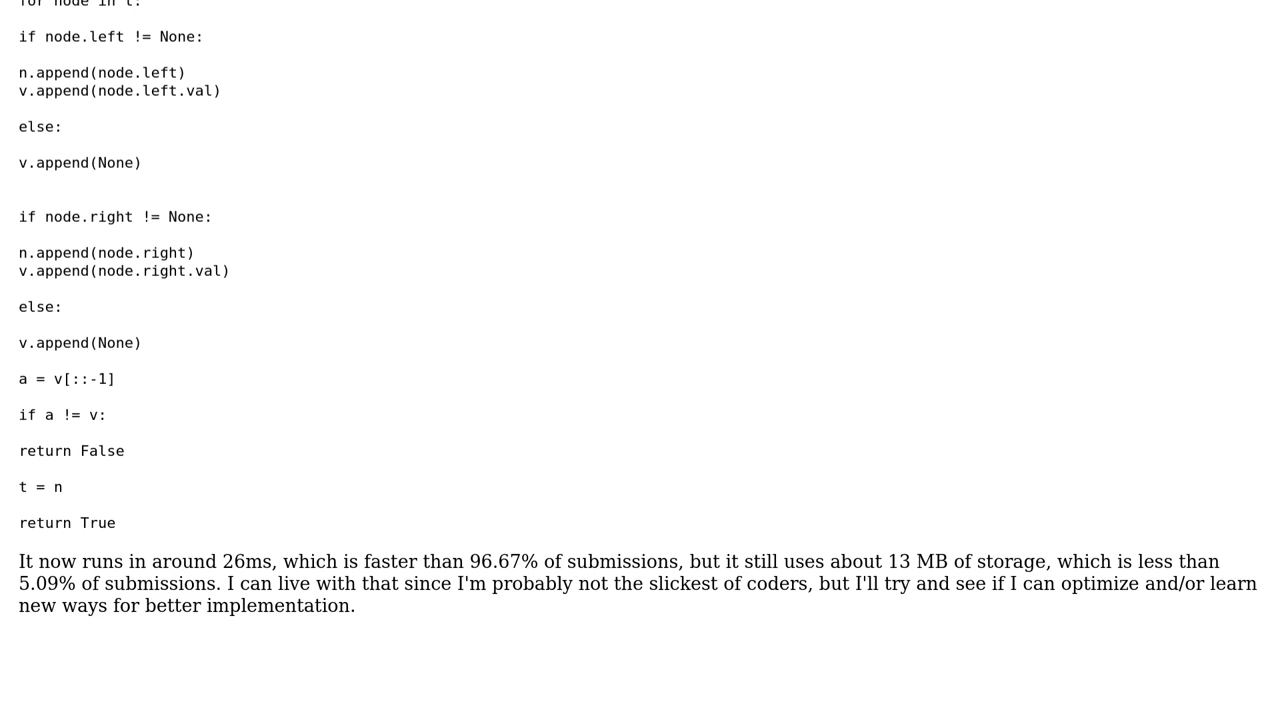 for node in t:
if node.left != None:
n.append(node.left)
v.append(node.left.val)
else:
v.append(None)
if node.right != None:
n.append(node.right)
v.append(node.right.val)
else:
v.append(None)
a = v[::-1]
if a != v:
return False
t = n
return True
It now runs in around 26ms, which is faster than 96.67% of submissions, but it still uses about 13 MB of storage, which is less than
5.09% of submissions. I can live with that since I'm probably not the slickest of coders, but I'll try and see if I can optimize and/or learn
new ways for better implementation.